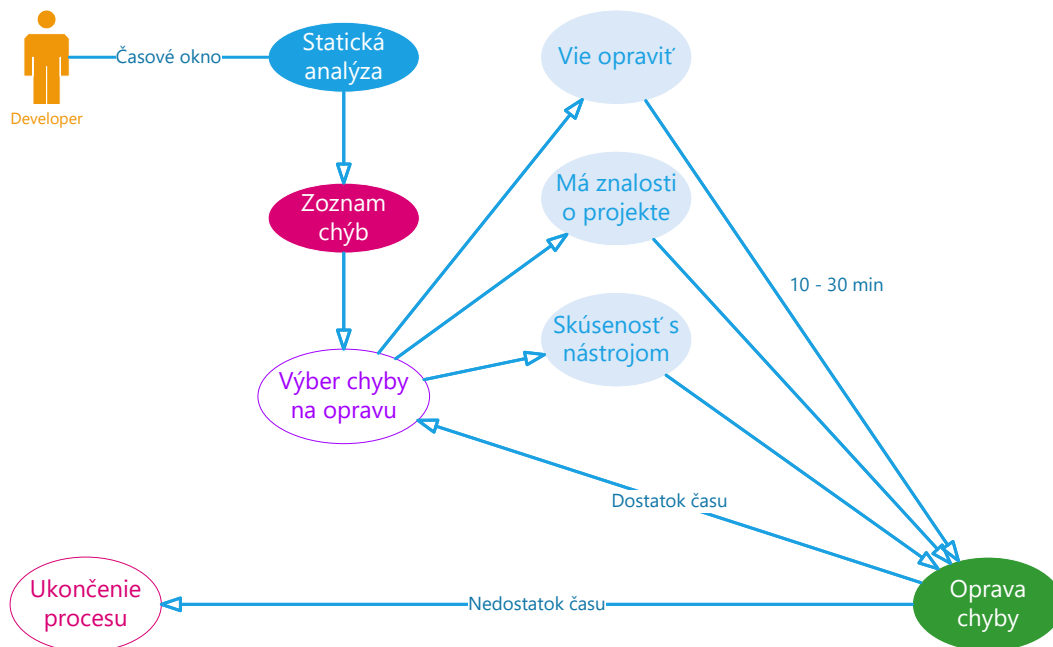 Developer
Časové okno
Statická
analýza
Vie opraviť
Zoznam
chýb
Má znalosti
o projekte
10 - 30 min
Skúsenosť s
nástrojom
Výber chyby
na opravu
Dostatok času
Ukončenie
procesu
Nedostatok času
Oprava
chyby